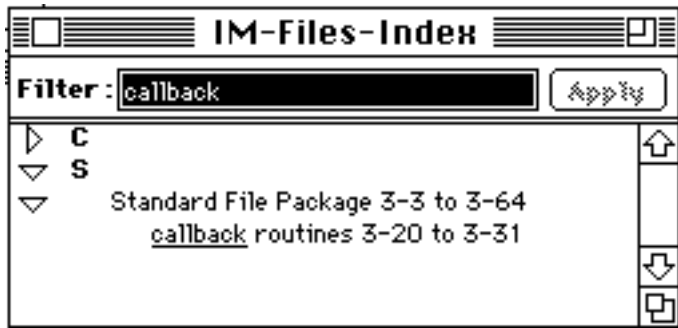 IM-Files-Index
Filter: callback Apply
C
S
Standard File Package 3-3 to 3-64
callback routines 3-20 to 3-31